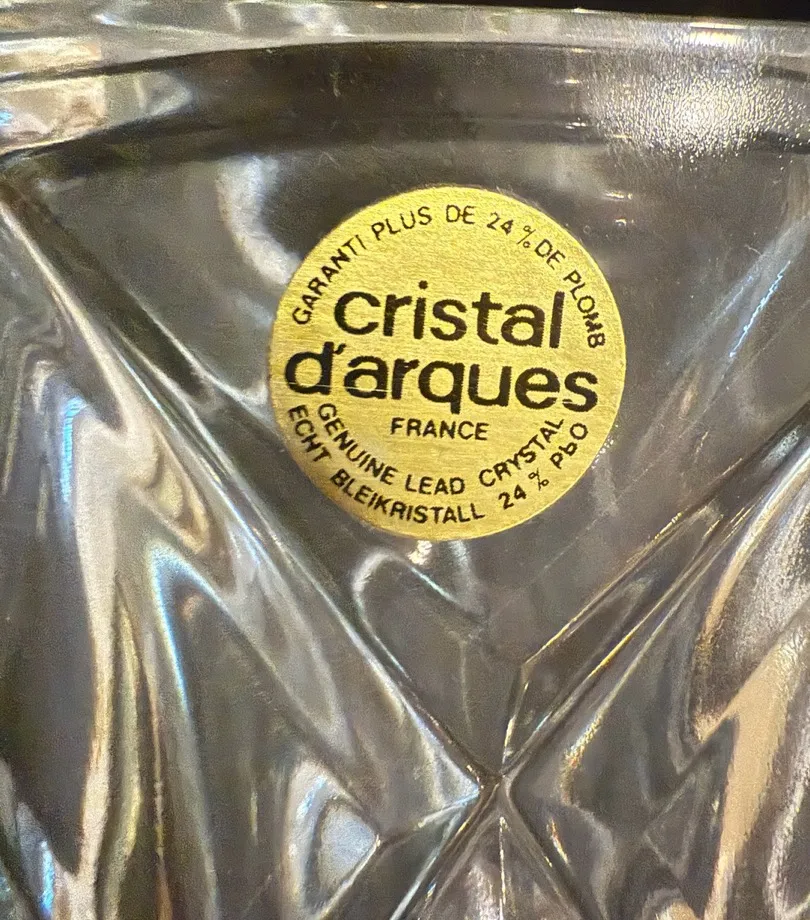 GARANTI PLUS DE 24 % DE PLOMB
cristal
d'arques
FRANCE
GENUINE LEAD CRYSTAL
ECHT BLEIKRISTALL 24 % PbO